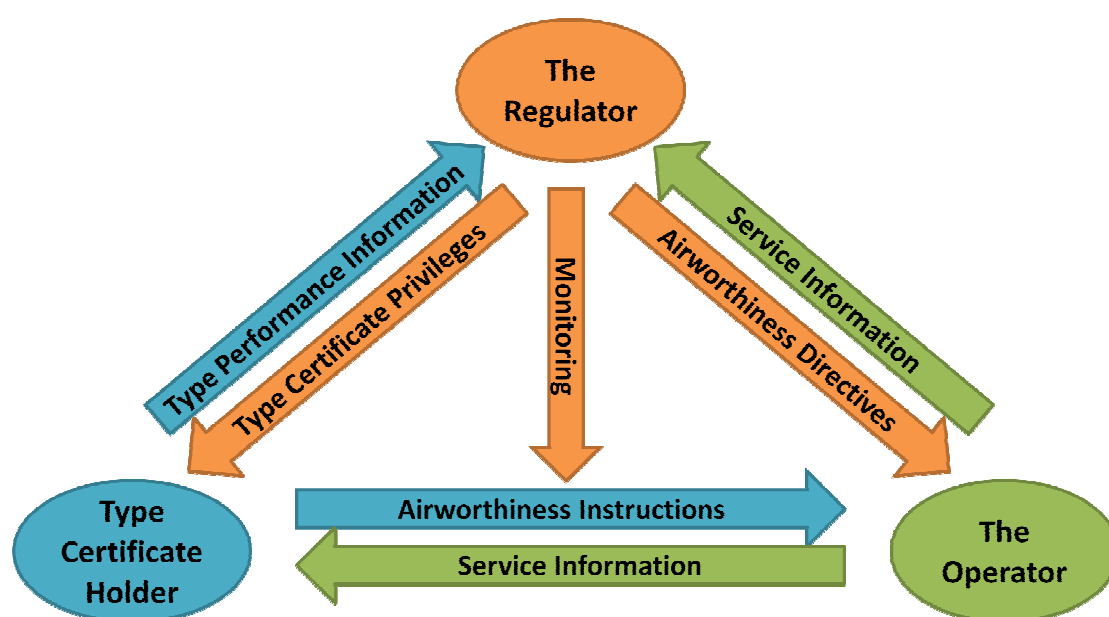 The
Regulator
Type Performance Information
Type Certificate Privileges
Monitoring
Airworthiness Directives
Service Information
Type
Certificate
Holder
Airworthiness Instructions
Service Information
The
Operator